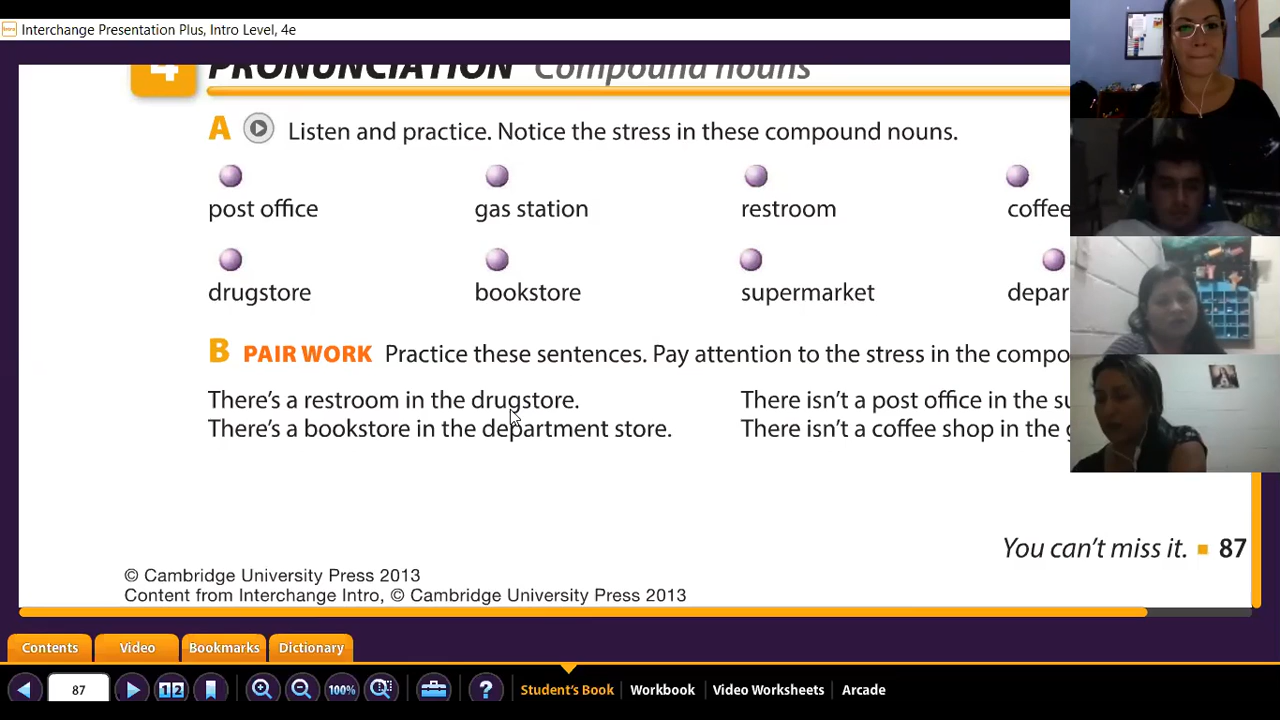 Interchange Presentation Plus, Intro Level, 4e
4 PRONUNCIATION Compound nouns
A Listen and practice. Notice the stress in these compound nouns.
post office gas station restroom coffee
drugstore bookstore supermarket depar
B PAIR WORK Practice these sentences. Pay attention to the stress in the compo
There's a restroom in the drugstore. There isn't a post office in the su
There's a bookstore in the department store. There isn't a coffee shop in the g
You can't miss it. ▪ 87
© Cambridge University Press 2013
Content from Interchange Intro, © Cambridge University Press 2013
Contents Video Bookmarks Dictionary
87 12 100% ? Student's Book Workbook Video Worksheets Arcade